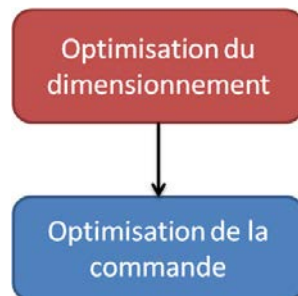 Optimisation du
dimensionnement
Optimisation de la
commande